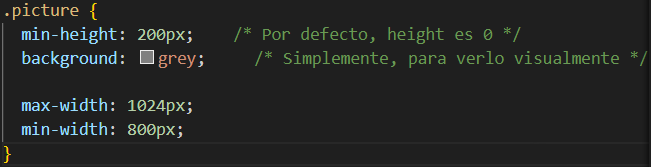 .picture {
min-height: 200px; /* Por defecto, height es 0 */
background: grey; /* Simplemente, para verlo visualmente */
max-width: 1024px;
min-width: 800px;
}